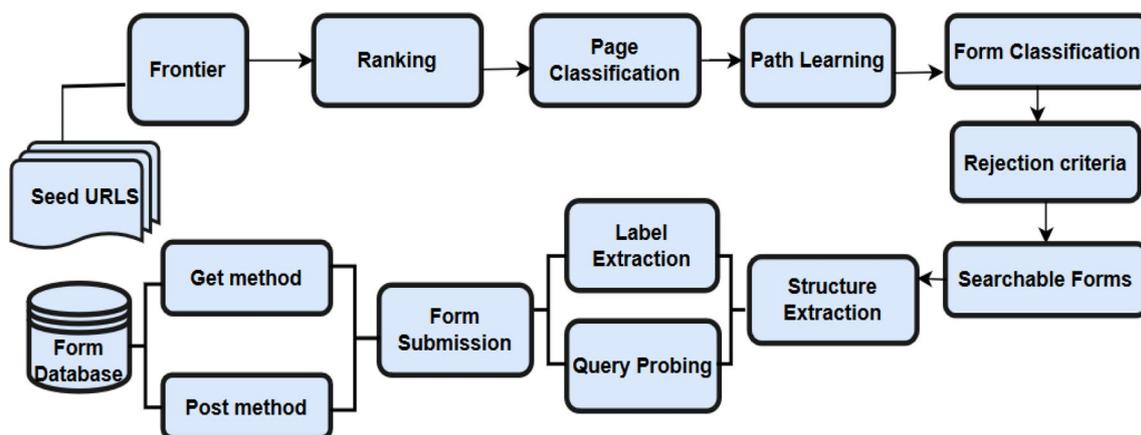 Frontier
Ranking
Page
Classification
Path Learning
Form Classification
Rejection criteria
Searchable Forms
Seed URLS
Label
Extraction
Structure
Extraction
Query Probing
Form
Submission
Get method
Post method
Form
Database